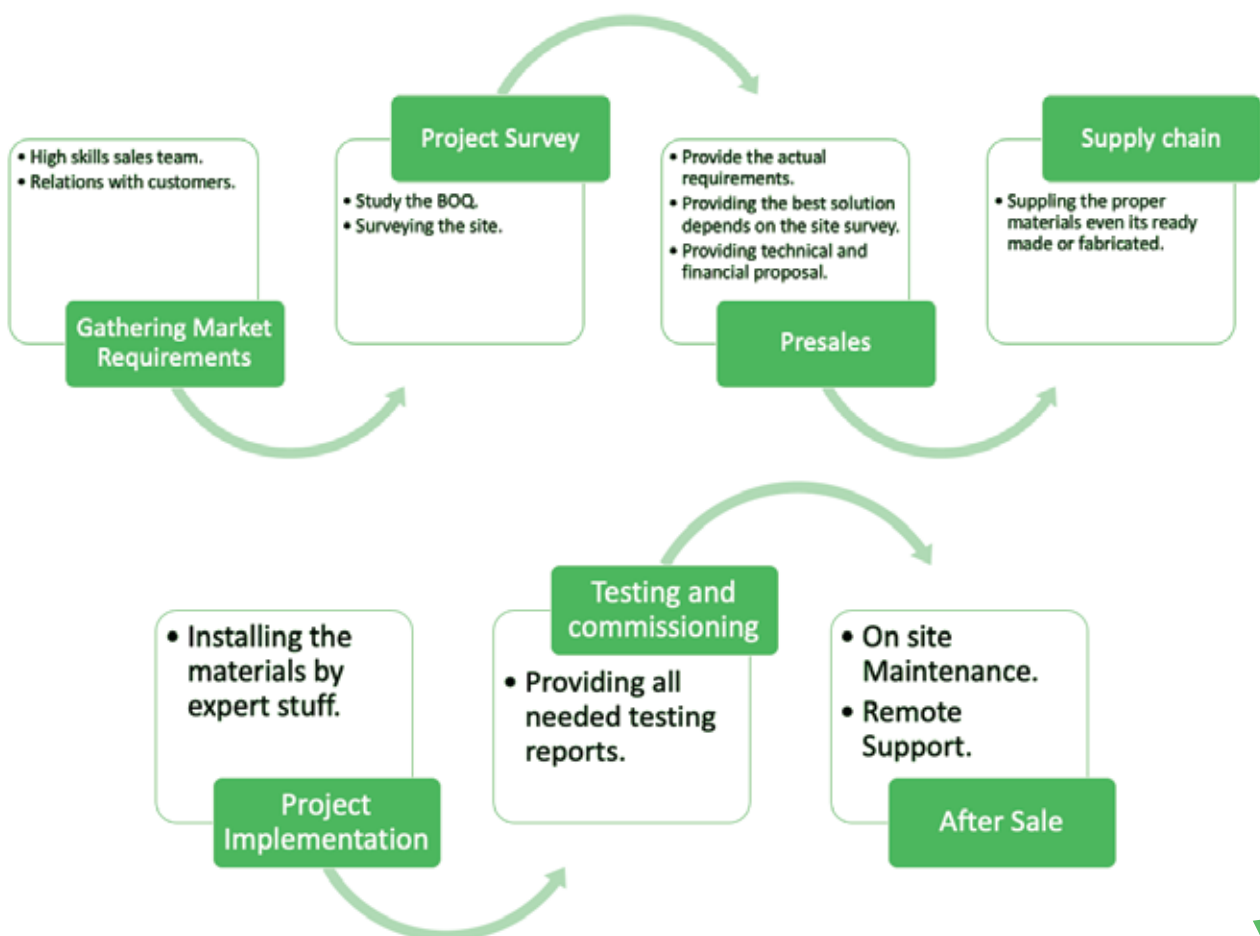 • High skills sales team.
• Relations with customers.
Gathering Market
Requirements
Project Survey
• Study the BOQ.
• Surveying the site.
• Provide the actual
requirements.
• Providing the best solution
depends on the site survey.
• Providing technical and
financial proposal.
Presales
Supply chain
• Suppling the proper
materials even its ready
made or fabricated.
• Installing the
materials by
expert stuff.
Project
Implementation
Testing and
commissioning
• Providing all
needed testing
reports.
• On site
Maintenance.
• Remote
Support.
After Sale